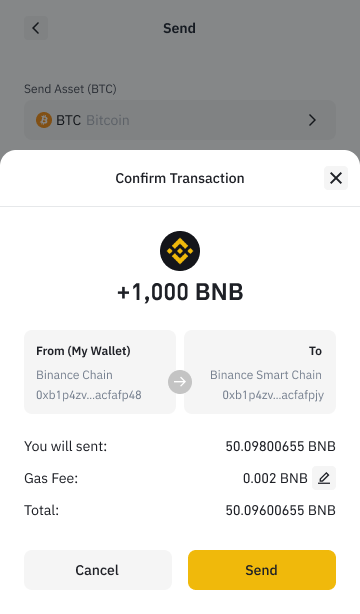 Send
Send Asset (BTC)
BTC Bitcoin
Confirm Transaction
+1,000 BNB
From (My Wallet)
Binance Chain
0xb1p4zv...acfafp48
To
Binance Smart Chain
0xb1p4zv...acfafpjy
You will sent: 50.09800655 BNB
Gas Fee: 0.002 BNB
Total: 50.09600655 BNB
Cancel
Send